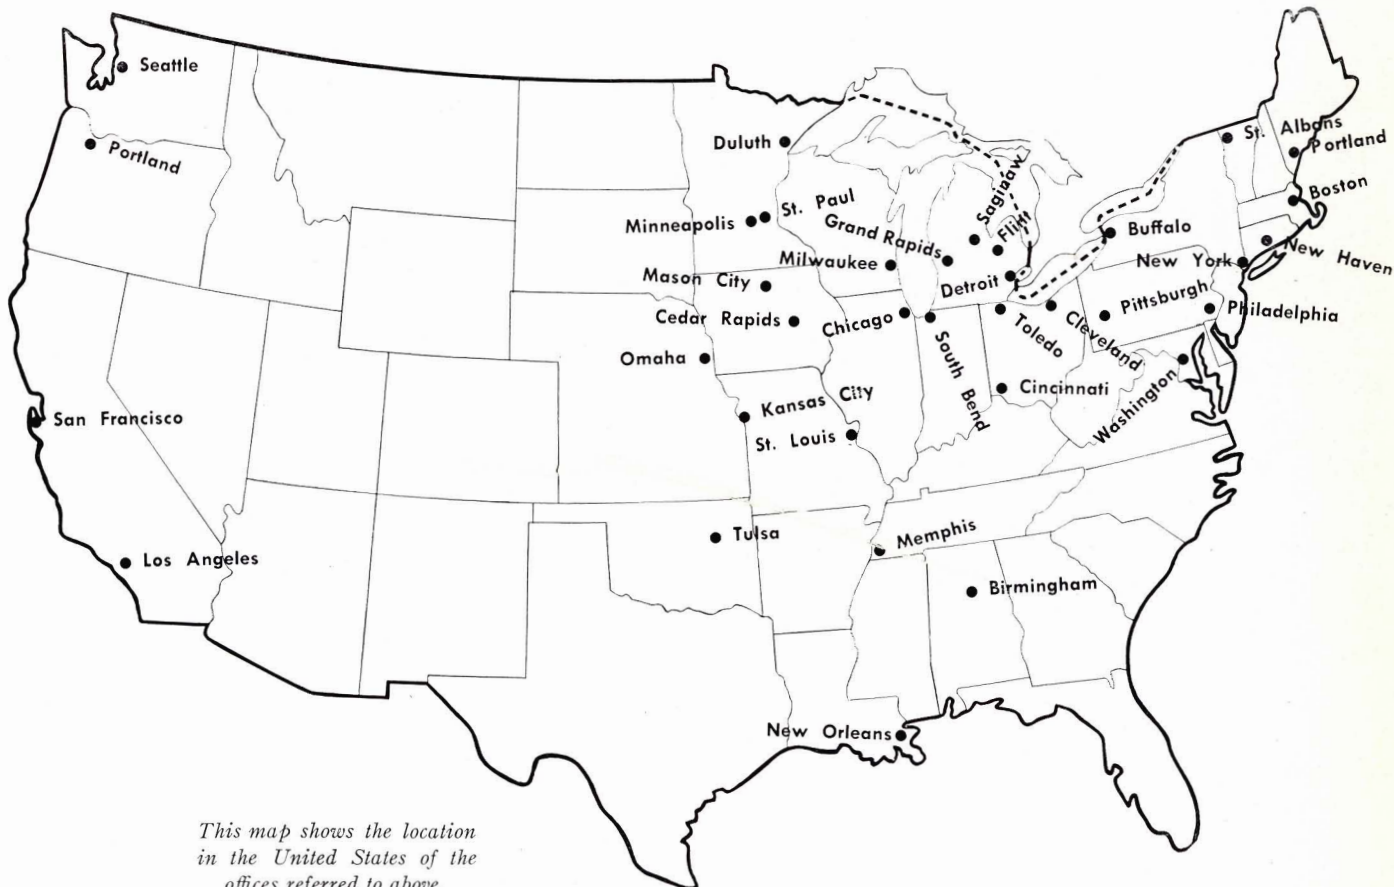 Seattle
Portland
San Francisco
Los Angeles
Duluth
Minneapolis
St. Paul
Mason City
Cedar Rapids
Omaha
Kansas City
St. Louis
Tulsa
Milwaukee
Grand Rapids
Saginaw
Flint
Detroit
Chicago
South Bend
Toledo
Cleveland
Cincinnati
Memphis
Birmingham
New Orleans
St. Albans
Portland
Boston
New Haven
Buffalo
New York
Pittsburgh
Philadelphia
Washington
This map shows the location
in the United States of the
offices referred to above